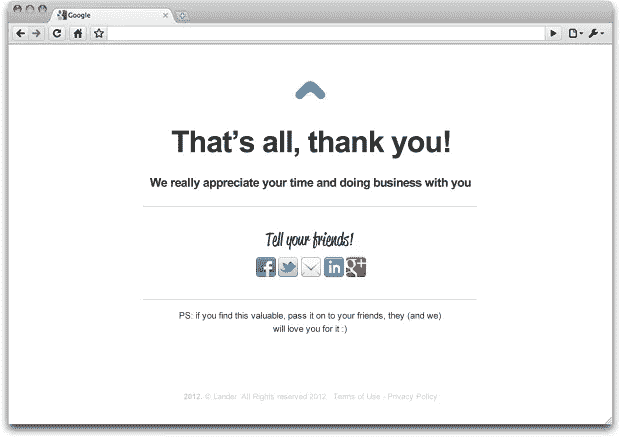 Google
That's all, thank you!
We really appreciate your time and doing business with you
Tell your friends!
PS: if you find this valuable, pass it on to your friends, they (and we)
will love you for it :)
2012. © Lander. All Rights reserved 2012. Terms of Use - Privacy Policy